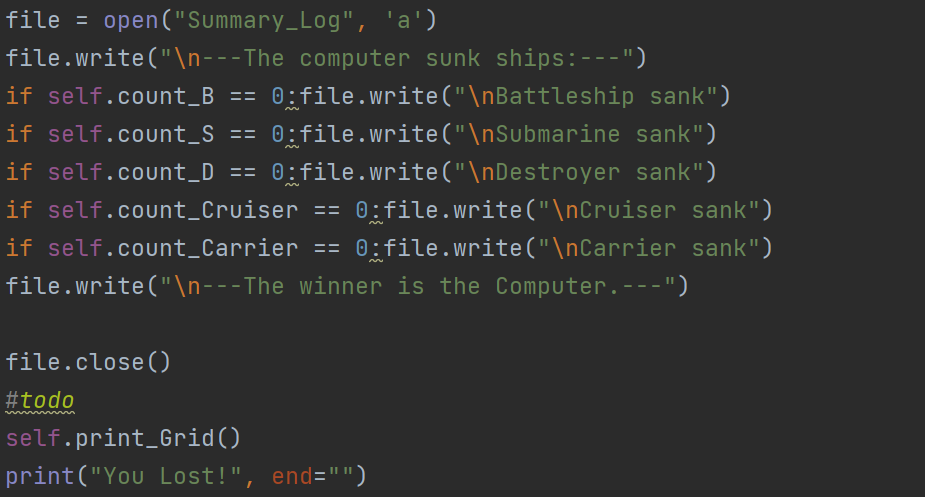 file = open("Summary_Log", 'a')
file.write("\n---The computer sunk ships:---")
if self.count_B == 0:file.write("\nBattleship sank")
if self.count_S == 0:file.write("\nSubmarine sank")
if self.count_D == 0:file.write("\nDestroyer sank")
if self.count_Cruiser == 0:file.write("\nCruiser sank")
if self.count_Carrier == 0:file.write("\nCarrier sank")
file.write("\n---The winner is the Computer.---")
file.close()
#todo
self.print_Grid()
print("You Lost!", end="")